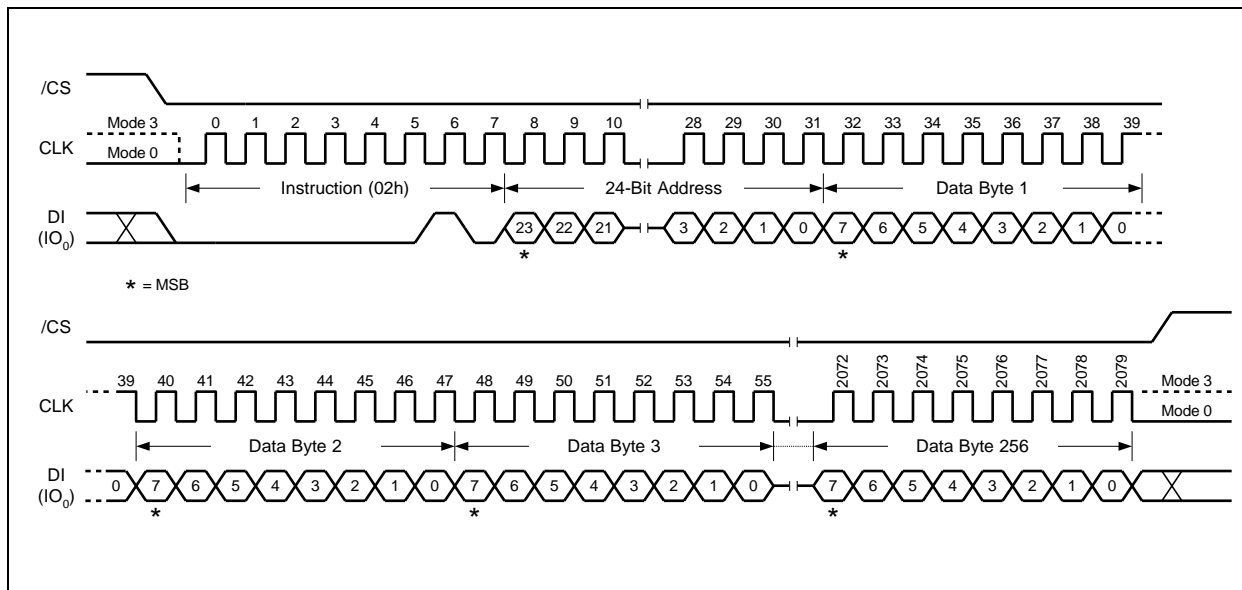 /CS
Mode 3 0 1 2 3 4 5 6 7 8 9 10 28 29 30 31 32 33 34 35 36 37 38 39
CLK
Mode 0
Instruction (02h) 24-Bit Address Data Byte 1
DI
(IO0)
23 22 21 3 2 1 0 7 6 5 4 3 2 1 0
* *
* = MSB
/CS
39 40 41 42 43 44 45 46 47 48 49 50 51 52 53 54 55 2072 2073 2074 2075 2076 2077 2078 2079
Mode 3
CLK
Mode 0
Data Byte 2 Data Byte 3 Data Byte 256
DI
(IO0)
0 7 6 5 4 3 2 1 0 7 6 5 4 3 2 1 0 7 6 5 4 3 2 1 0
* * *